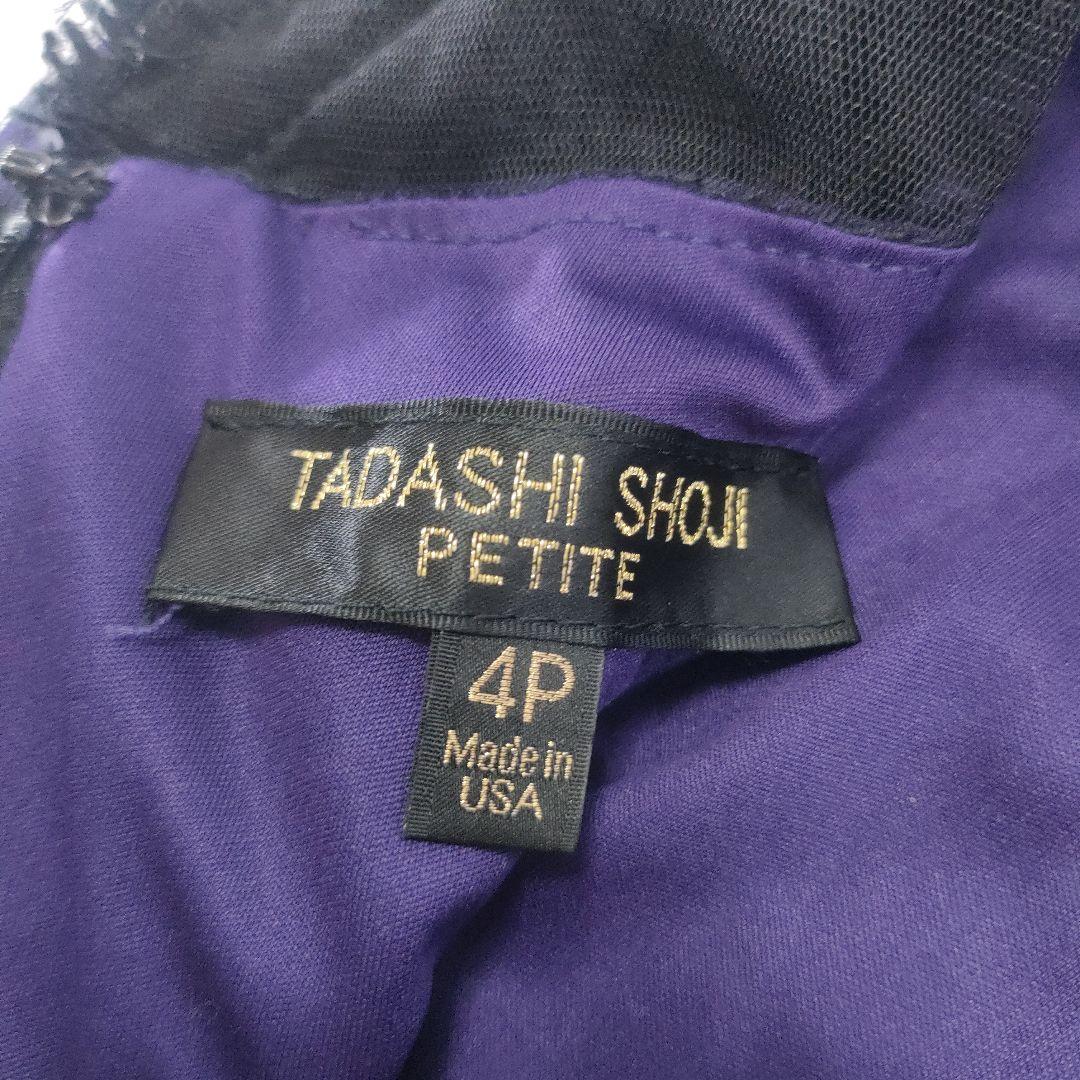 TADASHI SHOJI
PETITE
4P
Made in
USA